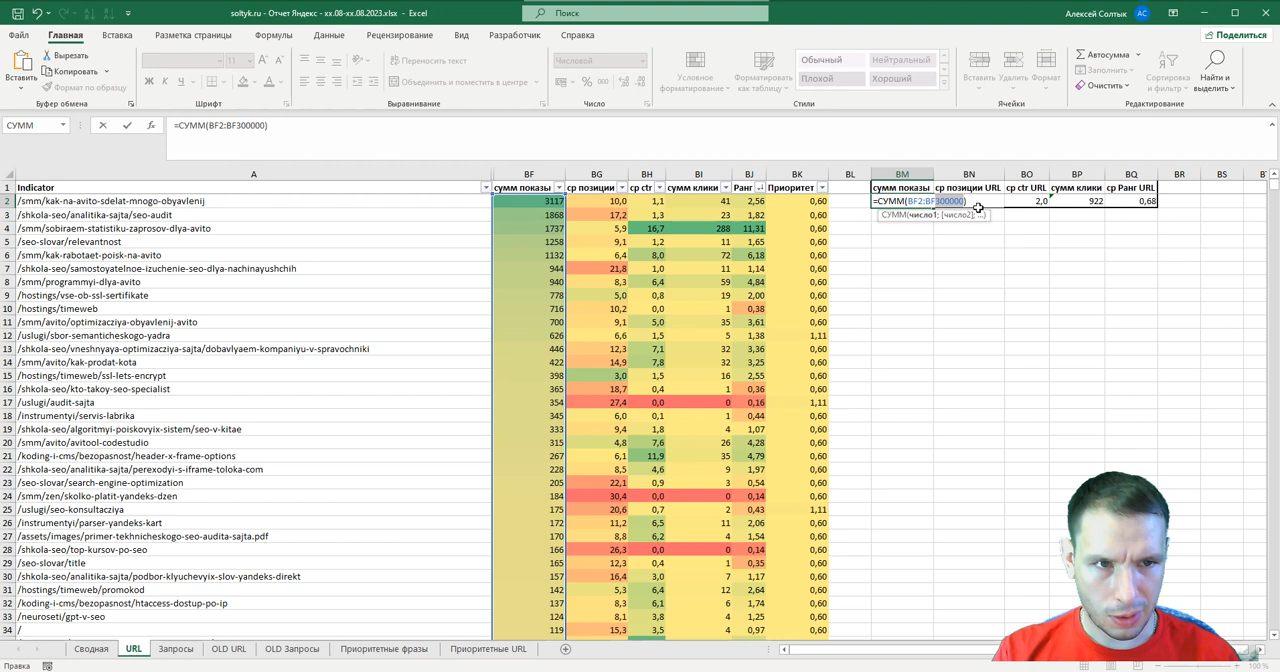 soltyk.ru - Отчет Яндекс - xx.08-xx.08.2023.xlsx - Excel
Поиск
Алексей Солтык АС
Файл Главная Вставка Разметка страницы Формулы Данные Рецензирование Вид Разработчик Справка Поделиться
Вставить Вырезать Копировать Формат по образцу
11 Ж К Ч
Переносить текст
Объединить и поместить в центре
Числовой
% 000
Условное форматирование Форматировать как таблицу
Обычный Нейтральный
Плохой Хороший
Вставить Удалить Формат
Автосумма Заполнить Очистить
Сортировка и фильтр Найти и выделить
Буфер обмена Шрифт Выравнивание Число Стили Ячейки Редактирование
СУММ fx =СУММ(BF2:BF300000)
A BF BG BH BI BJ BK BL BM BN BO BP BQ BR BS
1 Indicator сумм показы ср позиции ср ctr сумм клики Ранг Приоритет сумм показы ср позиции URL ср ctr URL сумм клики ср Ранг URL
2 /smm/kak-na-avito-sdelat-mnogo-obyavlenij 3117 10,0 1,1 41 2,56 0,60 =СУММ(BF2:BF300000) 2,0 922 0,68
СУММ(число1; [число2]; ...)
3 /shkola-seo/analitika-sajta/seo-audit 1868 17,2 1,3 23 1,82 0,60
4 /smm/sobiraem-statistiku-zaprosov-dlya-avito 1737 5,9 16,7 288 11,31 0,60
5 /seo-slovar/relevantnost 1258 9,1 1,2 11 1,65 0,60
6 /smm/kak-rabotaet-poisk-na-avito 1132 6,4 8,0 72 6,18 0,60
7 /shkola-seo/samostoyatelnoe-izuchenie-seo-dlya-nachinayushchih 944 21,8 1,0 11 1,14 0,60
8 /smm/programmyi-dlya-avito 940 8,3 6,4 59 4,84 0,60
9 /hostings/vse-ob-ssl-sertifikate 778 5,0 0,8 19 2,00 0,60
10 /hostings/timeweb 716 10,2 0,0 1 0,38 0,60
11 /smm/avito/optimizacziya-obyavlenij-avito 700 9,1 5,0 35 3,61 0,60
12 /uslugi/sbor-semanticheskogo-yadra 626 6,6 1,5 5 1,38 1,11
13 /shkola-seo/vneshnyaya-optimizacziya-sajta/dobavlyaem-kompaniyu-v-spravochniki 446 12,3 7,1 32 3,36 0,60
14 /smm/avito/kak-prodat-kota 422 14,9 7,8 32 3,25 0,60
15 /hostings/timeweb/ssl-lets-encrypt 398 3,0 1,5 16 2,55 0,60
16 /shkola-seo/kto-takoy-seo-specialist 365 18,7 0,4 1 0,36 0,60
17 /uslugi/audit-sajta 354 27,4 0,0 0 0,16 1,11
18 /instrumentyi/servis-labrika 345 6,0 0,1 1 0,44 0,60
19 /shkola-seo/algoritmyi-poiskovyix-sistem/seo-v-kitae 333 9,4 1,8 4 1,07 0,60
20 /smm/avito/avitool-codestudio 315 4,8 7,6 26 4,28 0,60
21 /koding-i-cms/bezopasnost/header-x-frame-options 267 6,1 11,9 35 4,79 0,60
22 /shkola-seo/analitika-sajta/perexodyi-s-iframe-toloka-com 228 8,5 4,6 9 1,97 0,60
23 /seo-slovar/search-engine-optimization 205 22,1 0,9 3 0,54 0,60
24 /smm/zen/skolko-platit-yandeks-dzen 184 30,4 0,0 0 0,14 0,60
25 /uslugi/seo-konsultacziya 175 20,6 0,7 2 0,43 1,11
26 /instrumentyi/parser-yandeks-kart 172 11,2 6,5 11 2,06 0,60
27 /assets/images/primer-tekhnicheskogo-seo-audita-sajta.pdf 170 8,8 6,2 4 1,54 0,60
28 /shkola-seo/top-kursov-po-seo 166 26,3 0,0 0 0,14 0,60
29 /seo-slovar/title 165 12,3 0,4 1 0,35 0,60
30 /shkola-seo/analitika-sajta/podbor-klyuchevyix-slov-yandeks-direkt 157 16,4 3,0 7 1,17 0,60
31 /hostings/timeweb/promokod 142 5,3 6,4 12 2,64 0,60
32 /koding-i-cms/bezopasnost/htaccess-dostup-po-ip 137 8,3 6,1 6 1,74 0,60
33 /neuroseti/gpt-v-seo 124 8,1 3,8 4 1,25 0,60
34 / 119 15,3 3,5 4 0,97 0,60
Сводная URL Запросы OLD URL OLD Запросы Приоритетные фразы Приоритетные URL
Правка 100 %